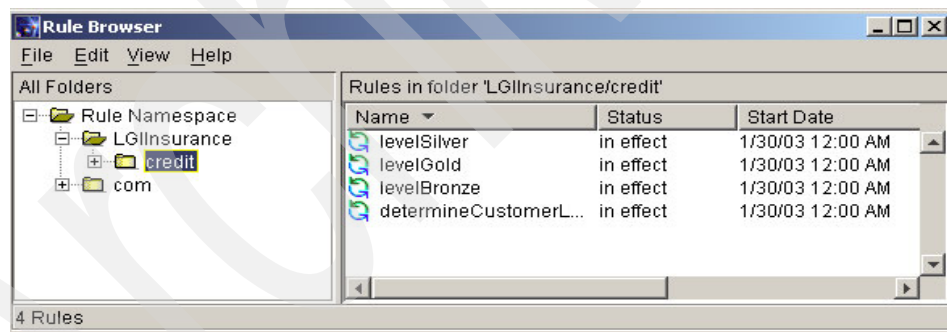 Rule Browser
File Edit View Help
All Folders
Rules in folder 'LGIInsurance/credit'
Rule Namespace
LGIInsurance
credit
com
Name Status Start Date
levelSilver in effect 1/30/03 12:00 AM
levelGold in effect 1/30/03 12:00 AM
levelBronze in effect 1/30/03 12:00 AM
determineCustomerL... in effect 1/30/03 12:00 AM
4 Rules